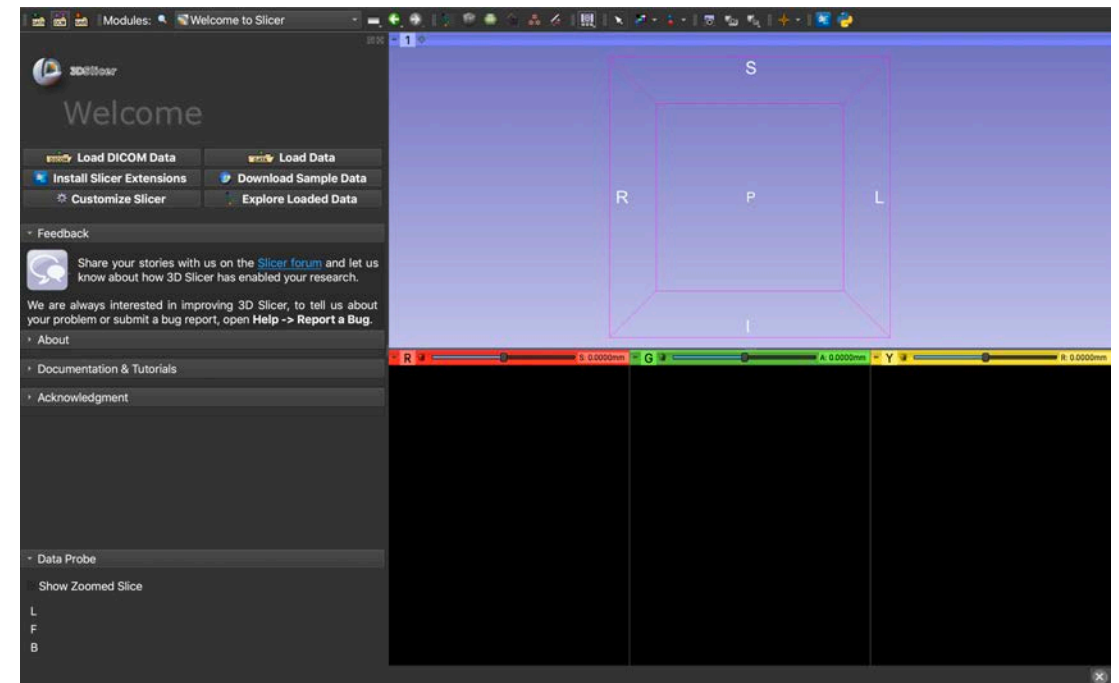 Modules: Welcome to Slicer
1
3DSlicer
Welcome
Load DICOM Data
Load Data
Install Slicer Extensions
Download Sample Data
Customize Slicer
Explore Loaded Data
Feedback
Share your stories with us on the Slicer forum and let us
know about how 3D Slicer has enabled your research.
We are always interested in improving 3D Slicer, to tell us about
your problem or submit a bug report, open Help -> Report a Bug.
About
Documentation & Tutorials
Acknowledgment
Data Probe
Show Zoomed Slice
L
F
B
S
R
P
L
I
R
S: 0.0000mm
G
A: 0.0000mm
Y
R: 0.0000mm